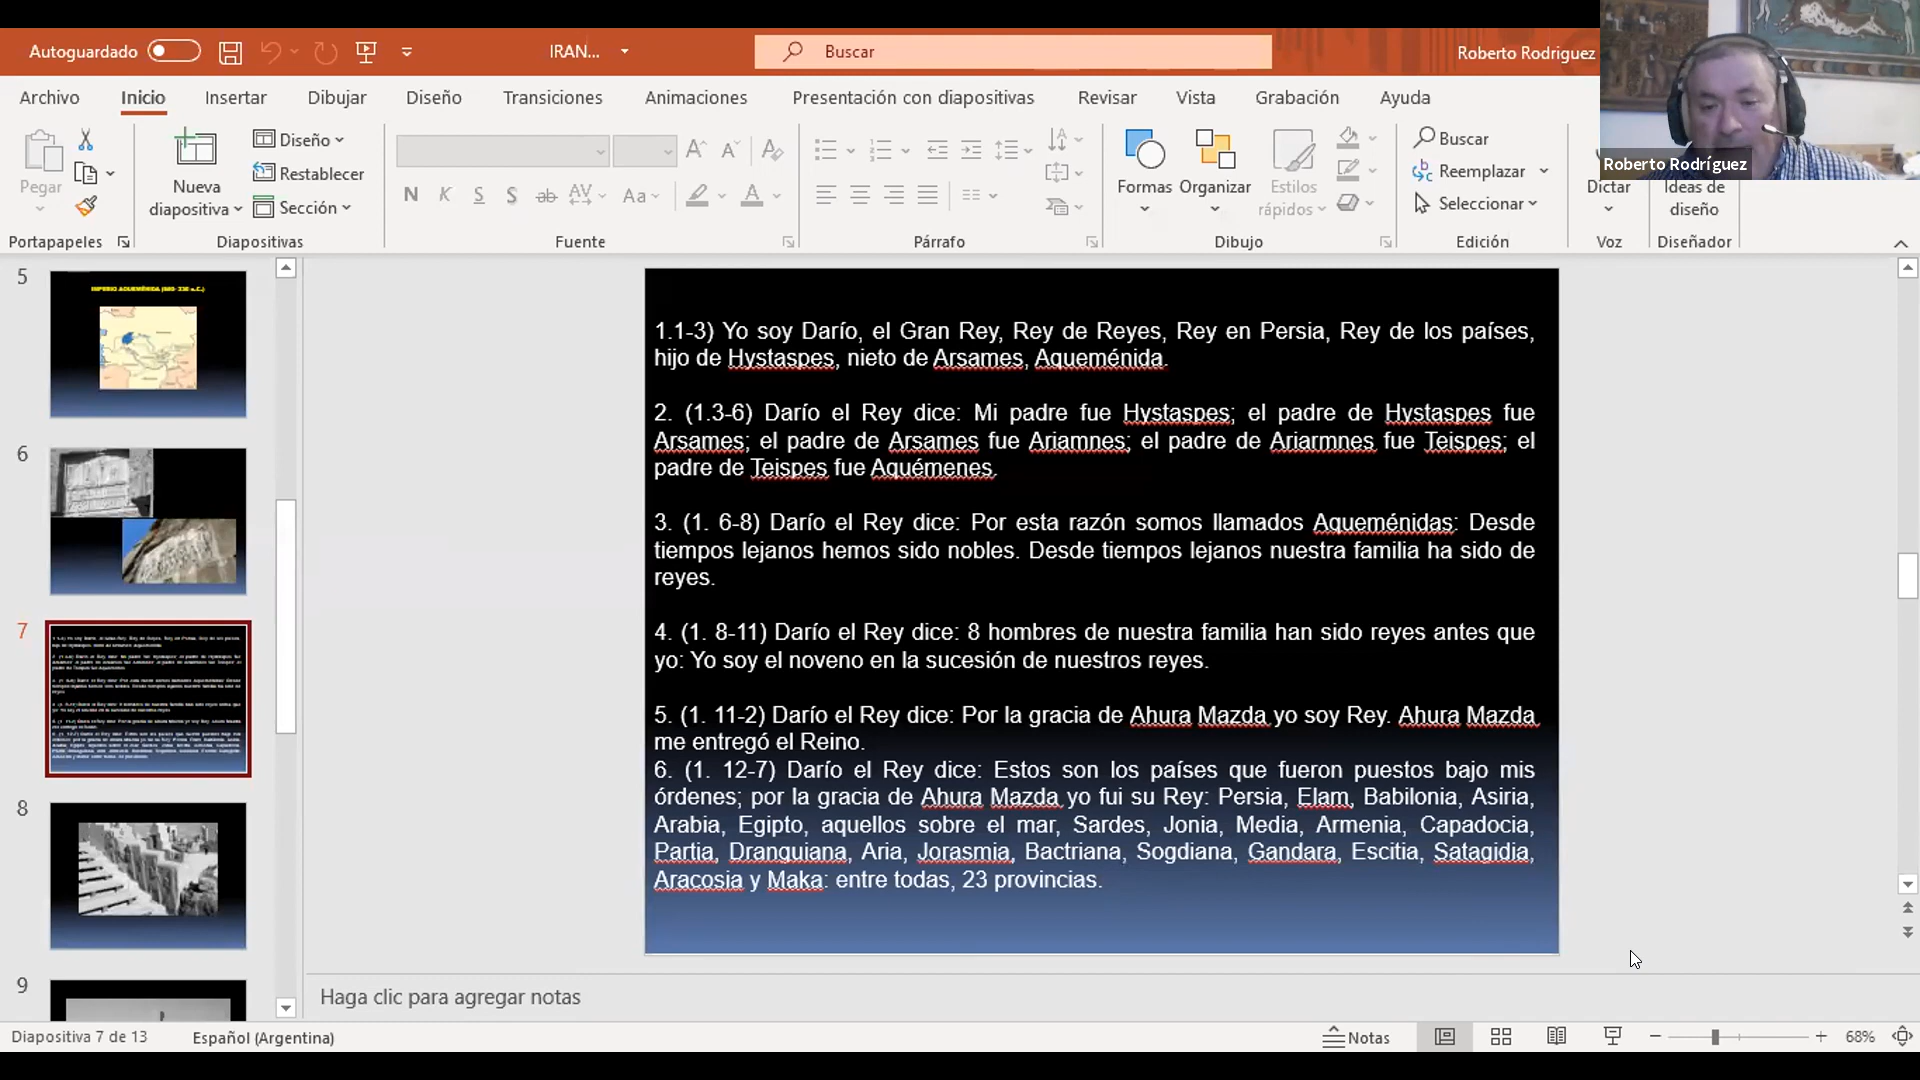 Autoguardado
IRAN...
Buscar
Roberto Rodriguez
Archivo
Inicio
Insertar
Dibujar
Diseño
Transiciones
Animaciones
Presentación con diapositivas
Revisar
Vista
Grabación
Ayuda
Roberto Rodríguez
Pegar
Nueva
diapositiva
Diseño
Restablecer
Sección
N K S S ab AV Aa A
Formas
Organizar
Estilos
rápidos
Buscar
Reemplazar
Seleccionar
Dictar
Ideas de
diseño
Portapapeles
Diapositivas
Fuente
Párrafo
Dibujo
Edición
Voz
Diseñador
5
IMPERIO AQUEMÉNIDA
6
7
8
9
1.1-3) Yo soy Darío, el Gran Rey, Rey de Reyes, Rey en Persia, Rey de los países,
hijo de Hystaspes, nieto de Arsames, Aqueménida.
2. (1.3-6) Darío el Rey dice: Mi padre fue Hystaspes; el padre de Hystaspes fue
Arsames; el padre de Arsames fue Ariamnes; el padre de Ariarmnes fue Teispes; el
padre de Teispes fue Aquémenes.
3. (1. 6-8) Darío el Rey dice: Por esta razón somos llamados Aqueménidas: Desde
tiempos lejanos hemos sido nobles. Desde tiempos lejanos nuestra familia ha sido de
reyes.
4. (1. 8-11) Darío el Rey dice: 8 hombres de nuestra familia han sido reyes antes que
yo: Yo soy el noveno en la sucesión de nuestros reyes.
5. (1. 11-2) Darío el Rey dice: Por la gracia de Ahura Mazda yo soy Rey. Ahura Mazda
me entregó el Reino.
6. (1. 12-7) Darío el Rey dice: Estos son los países que fueron puestos bajo mis
órdenes; por la gracia de Ahura Mazda yo fui su Rey: Persia, Elam, Babilonia, Asiria,
Arabia, Egipto, aquellos sobre el mar, Sardes, Jonia, Media, Armenia, Capadocia,
Partia, Dranguiana, Aria, Jorasmia, Bactriana, Sogdiana, Gandara, Escitia, Satagidia,
Aracosia y Maka: entre todas, 23 provincias.
Haga clic para agregar notas
Diapositiva 7 de 13
Español (Argentina)
Notas
68%